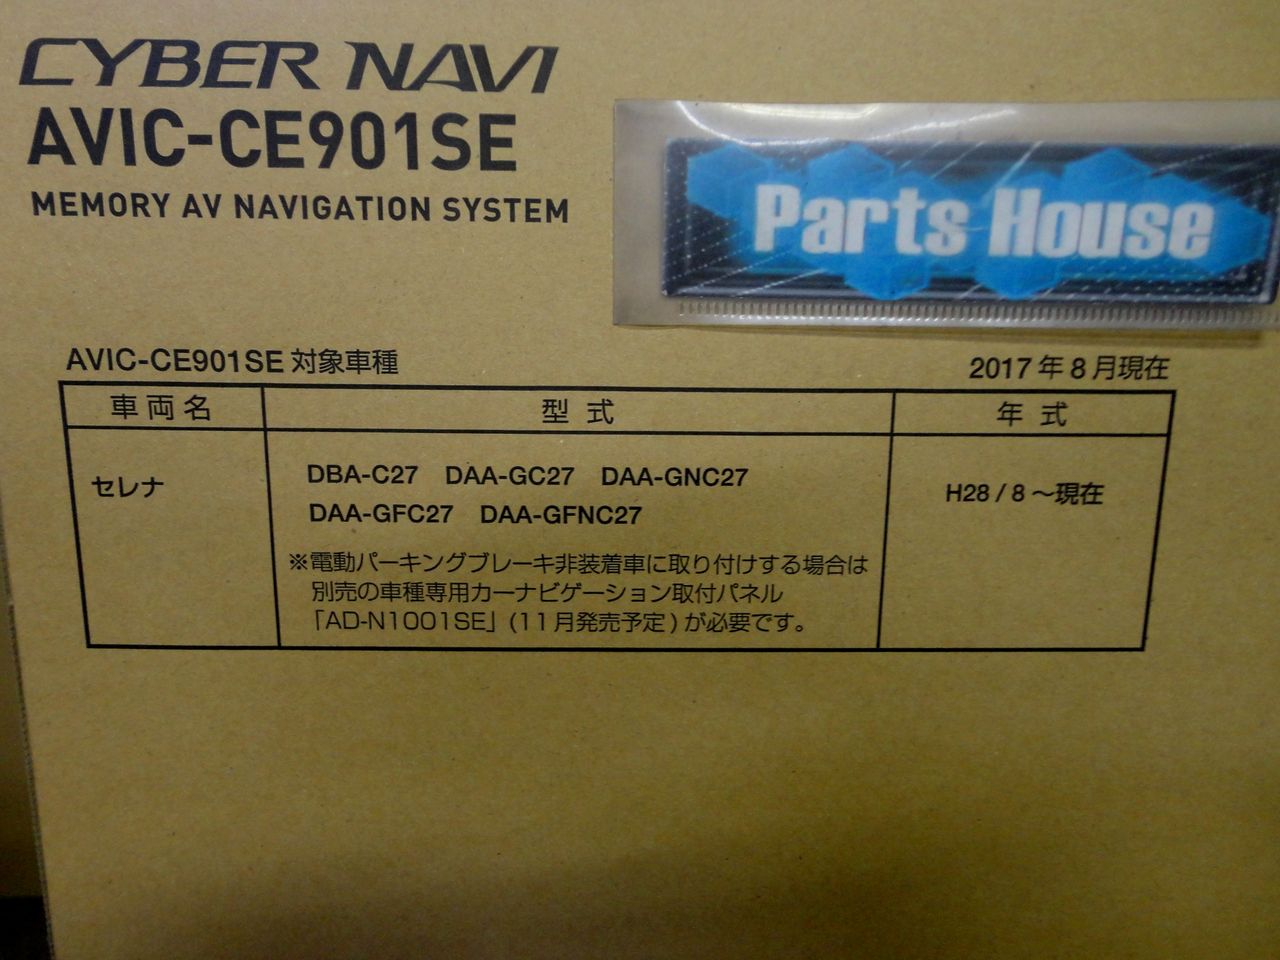 CYBER NAVI
AVIC-CE901SE
MEMORY AV NAVIGATION SYSTEM
Parts House
AVIC-CE901SE 対象車種
2017年8月現在
車両名 型式 年式
セレナ
DBA-C27 DAA-GC27 DAA-GNC27
DAA-GFC27 DAA-GFNC27
H28/8～現在
※電動パーキングブレーキ非装着車に取り付けする場合は
別売の車種専用カーナビゲーション取付パネル
「AD-N1001SE」(11月発売予定)が必要です。